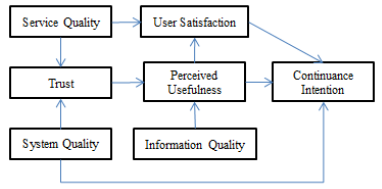 Service Quality
User Satisfaction
Trust
Perceived
Usefulness
Continuance
Intention
System Quality
Information Quality